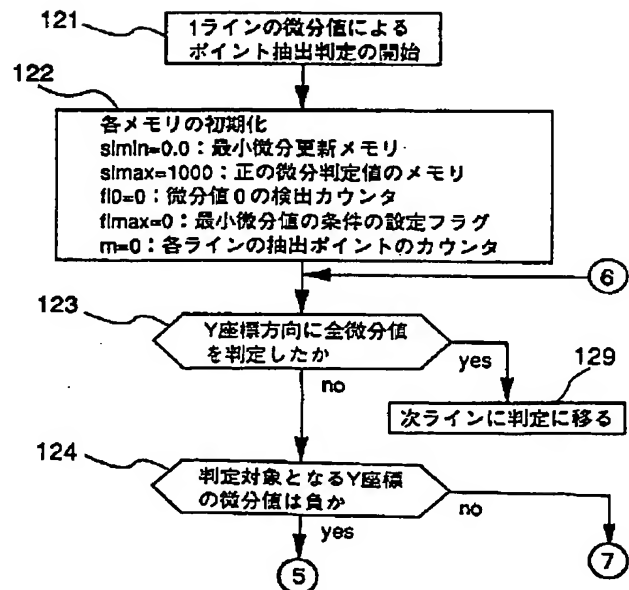 121
1ラインの微分値による
ポイント抽出判定の開始
122
各メモリの初期化
slmin=0.0：最小微分更新メモリ
slmax=1000：正の微分判定値のメモリ
fl0=0：微分値0の検出カウンタ
flmax=0：最小微分値の条件の設定フラグ
m=0：各ラインの抽出ポイントのカウンタ
6
123
Y座標方向に全微分値
を判定したか
yes
no
129
次ラインに判定に移る
124
判定対象となるY座標
の微分値は負か
no
yes
5
7